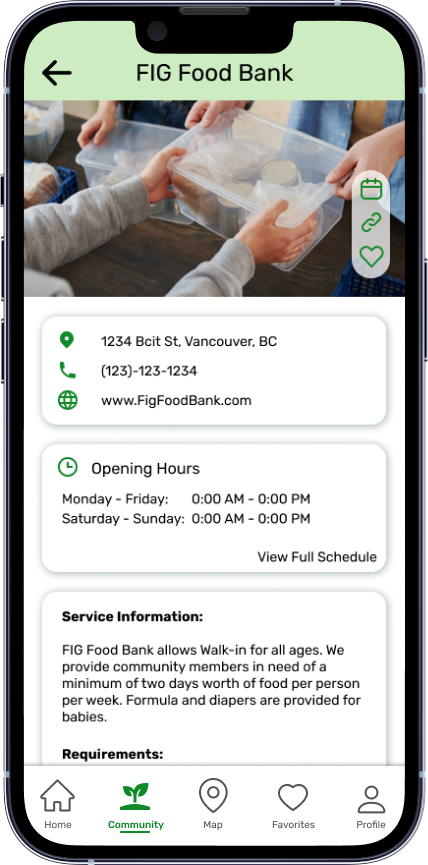 FIG Food Bank
1234 Bcit St, Vancouver, BC
(123)-123-1234
www.FigFoodBank.com
Opening Hours
Monday - Friday: 0:00 AM - 0:00 PM
Saturday - Sunday: 0:00 AM - 0:00 PM
View Full Schedule
Service Information:
FIG Food Bank allows Walk-in for all ages. We
provide community members in need of a
minimum of two days worth of food per person
per week. Formula and diapers are provided for
babies.
Requirements:
Home Community Map Favorites Profile